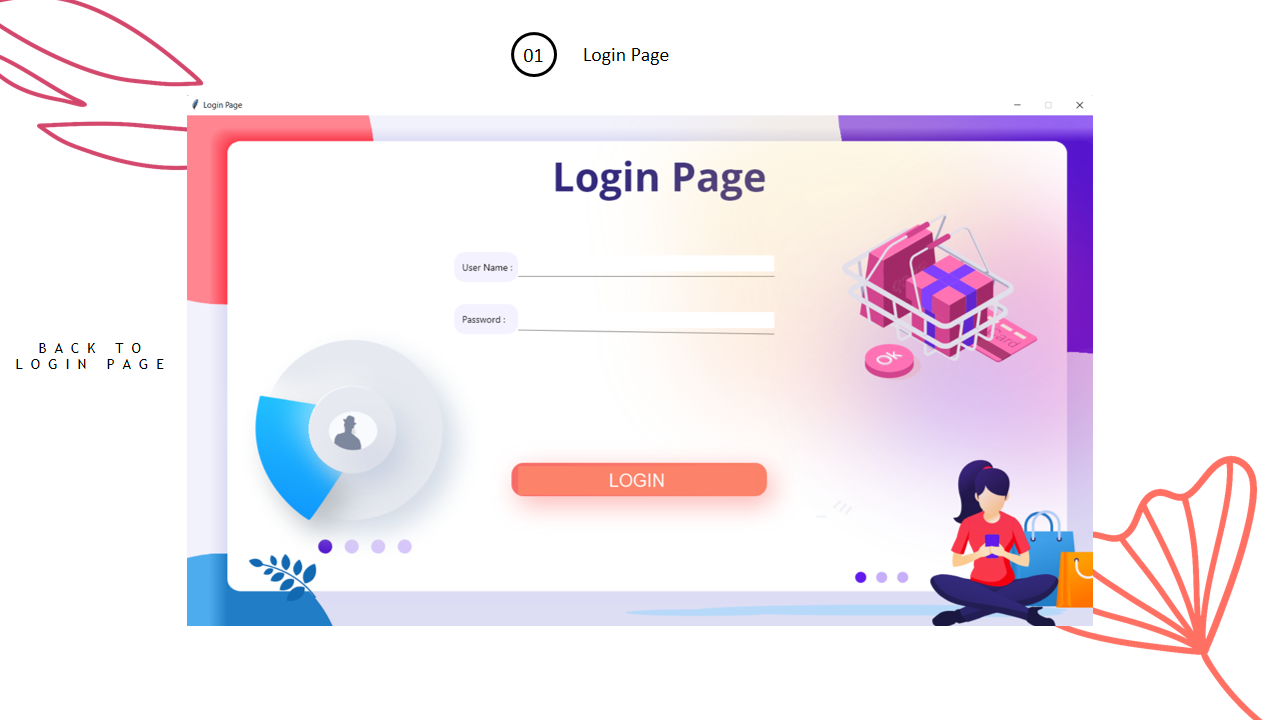 01 Login Page
Login Page
Login Page
User Name :
Password :
BACK TO
LOGIN PAGE
OK
Card
LOGIN